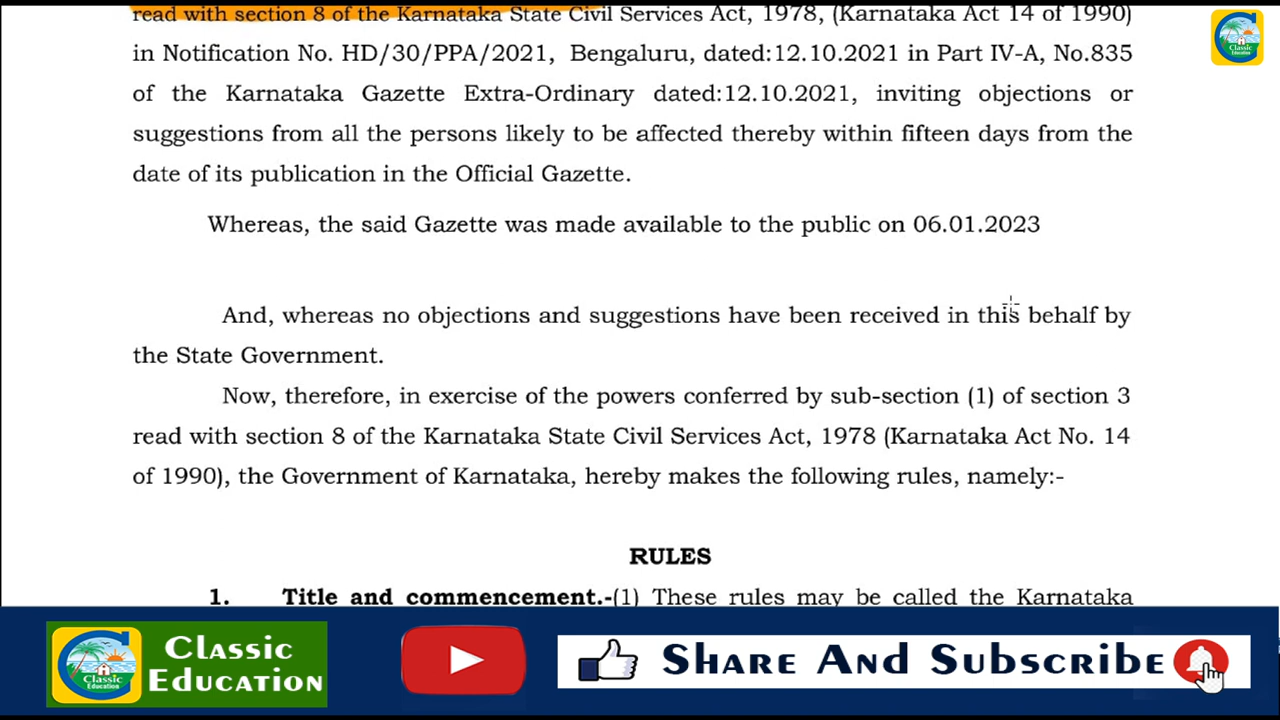 read with section 8 of the Karnataka State Civil Services Act, 1978, (Karnataka Act 14 of 1990)
in Notification No. HD/30/PPA/2021, Bengaluru, dated:12.10.2021 in Part IV-A, No.835
of the Karnataka Gazette Extra-Ordinary dated:12.10.2021, inviting objections or
suggestions from all the persons likely to be affected thereby within fifteen days from the
date of its publication in the Official Gazette.
Whereas, the said Gazette was made available to the public on 06.01.2023
And, whereas no objections and suggestions have been received in this behalf by
the State Government.
Now, therefore, in exercise of the powers conferred by sub-section (1) of section 3
read with section 8 of the Karnataka State Civil Services Act, 1978 (Karnataka Act No. 14
of 1990), the Government of Karnataka, hereby makes the following rules, namely:-
RULES
1. Title and commencement.-(1) These rules may be called the Karnataka
Classic
Education
Classic
Education
Classic
Education
Share And Subscribe